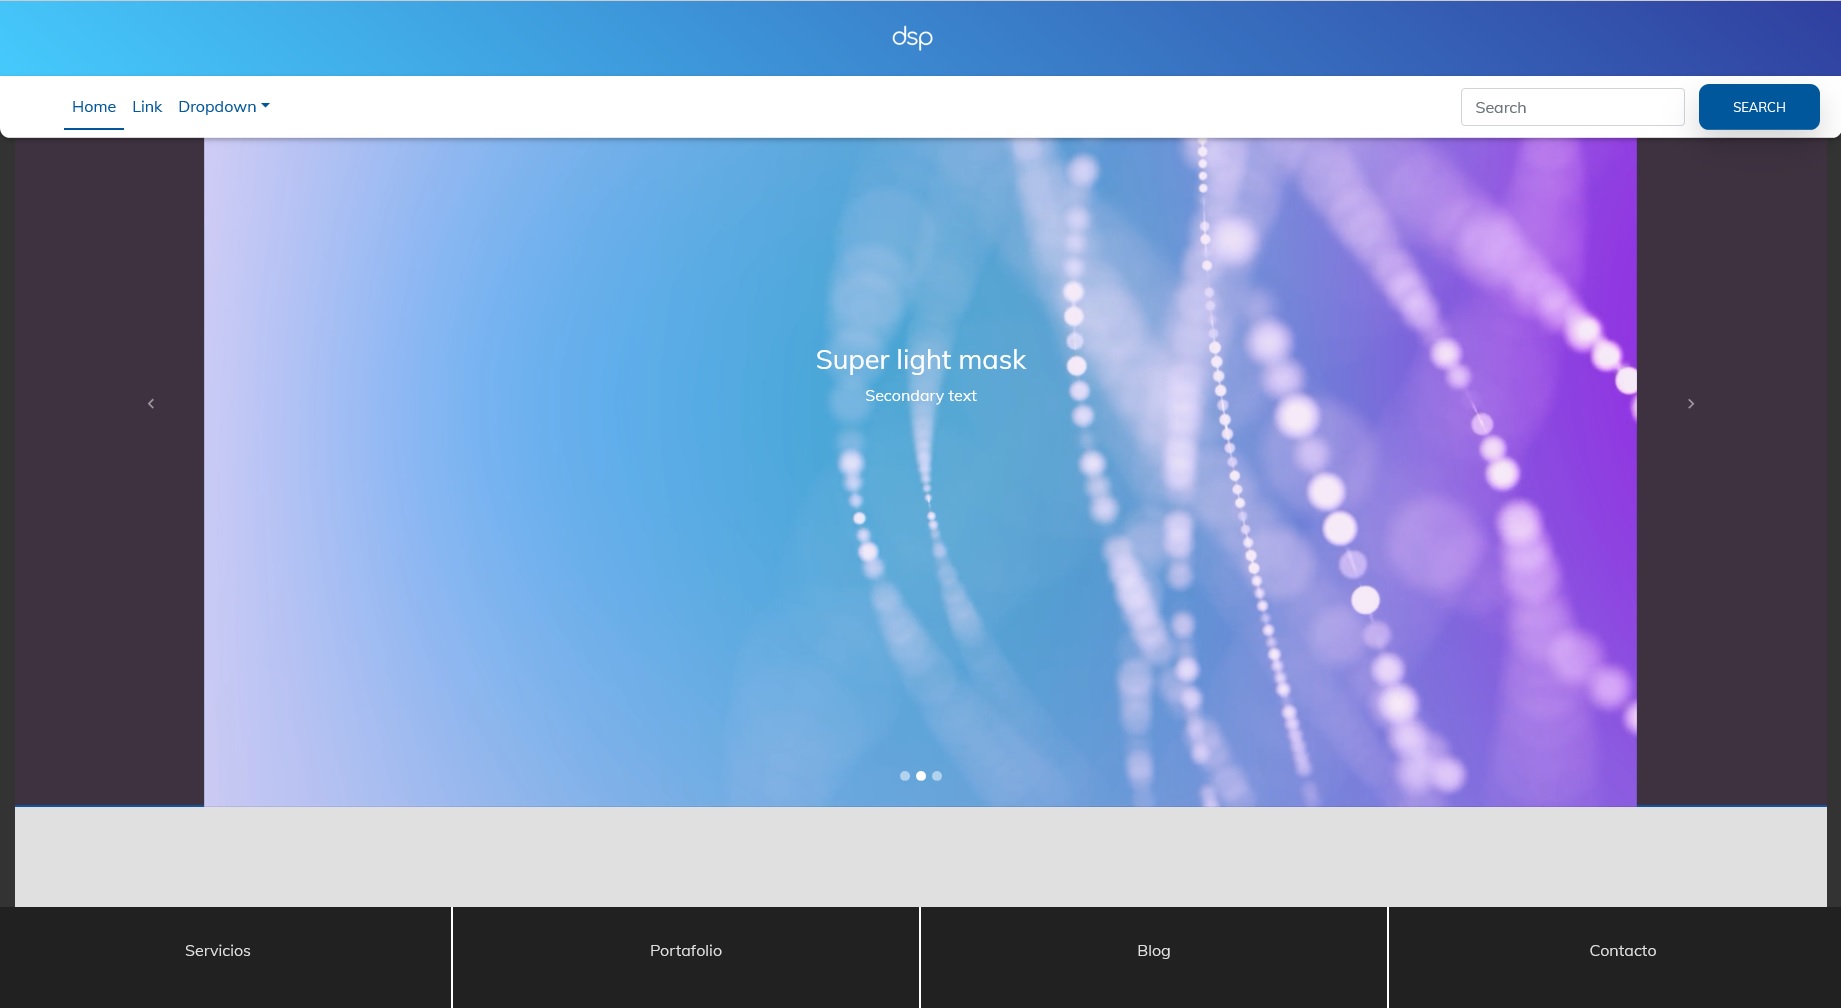 dsp
Home Link Dropdown
Search
SEARCH
Super light mask
Secondary text
Servicios
Portafolio
Blog
Contacto